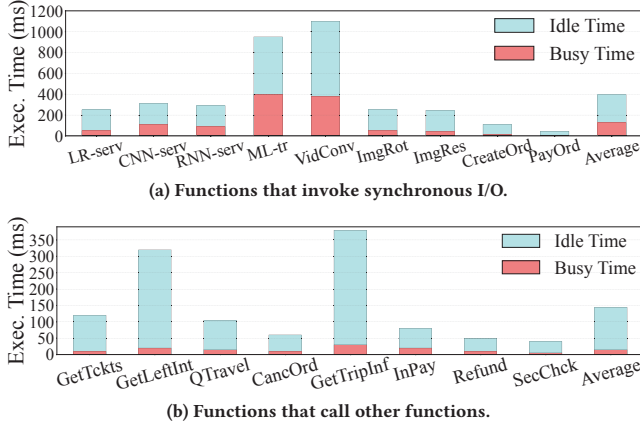 1200
1000
800
600
400
200
0
Exec. Time (ms)
Idle Time
Busy Time
LR-serv CNN-serv RNN-serv ML-tr VidConv ImgRot ImgRes CreateOrd PayOrd Average
(a) Functions that invoke synchronous I/O.
350
300
250
200
150
100
50
0
Exec. Time (ms)
Idle Time
Busy Time
GetTckts GetLeftInt QTravel CancOrd GetTripInf InPay Refund SecChck Average
(b) Functions that call other functions.